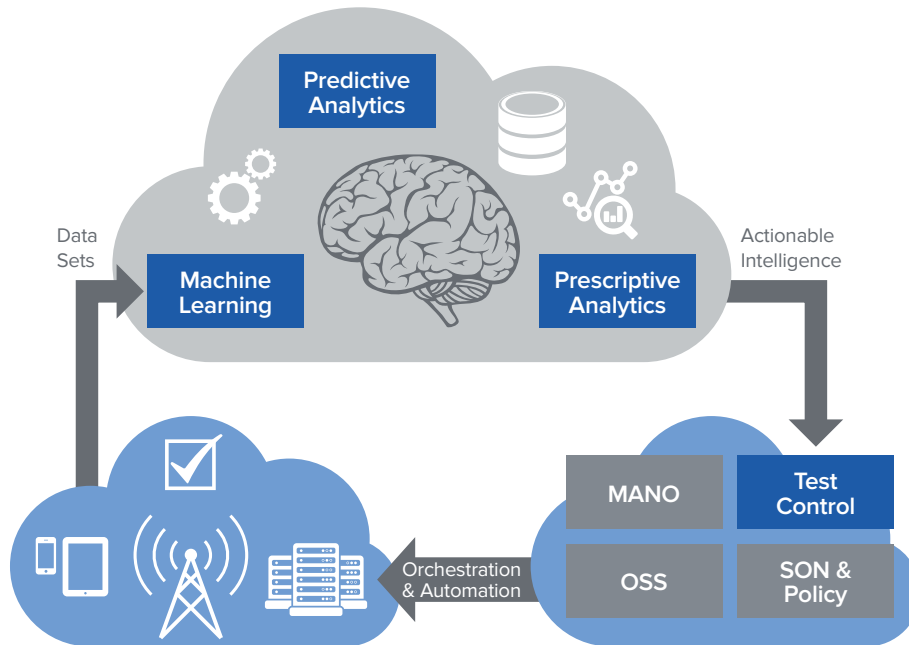 Predictive
Analytics
Data
Sets
Machine
Learning
Prescriptive
Analytics
Actionable
Intelligence
MANO
Test
Control
OSS
SON &
Policy
Orchestration
& Automation